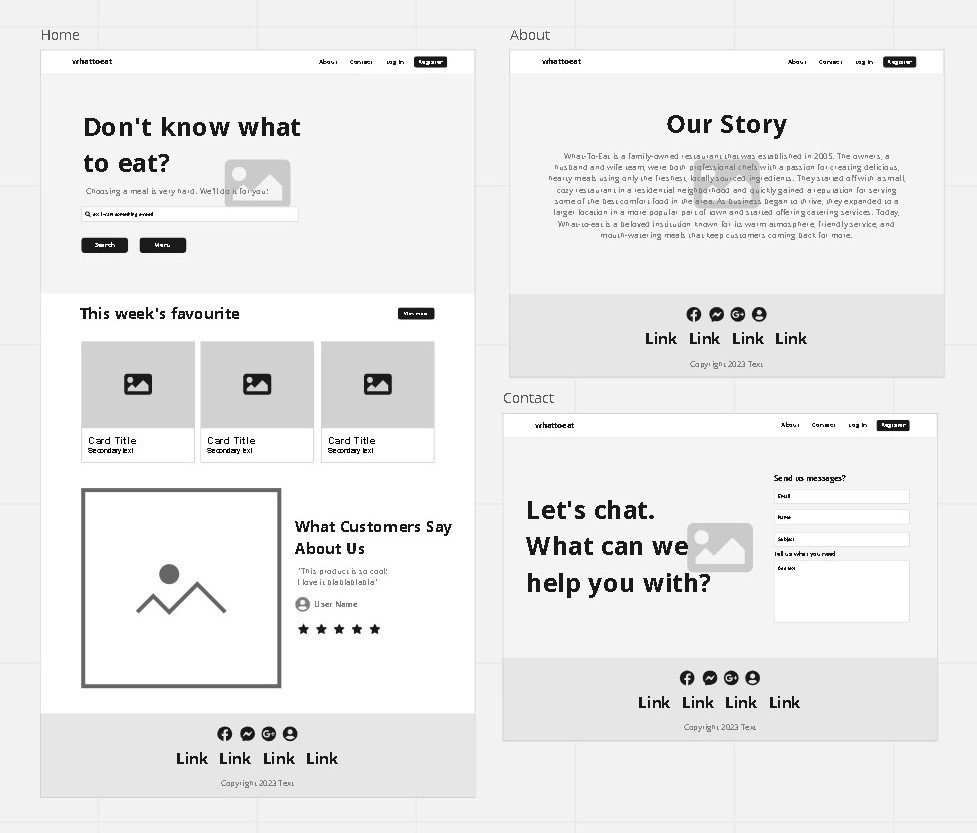 Home
whattoeat
About Contact Log In Register
Don't know what
to eat?
Choosing a meal is very hard. We'll do it for you!
Search Menu
This week's favourite
View more
Card Title
Secondary text
Card Title
Secondary text
Card Title
Secondary text
What Customers Say
About Us
"This product is so cool!
I love it blablablabla"
User Name
Link Link Link Link
Copyright 2023 Text
About
whattoeat
About Contact Log In Register
Our Story
What-To-Eat is a family-owned restaurant that was established in 2005. The owners, a
husband and wife team, were both professional chefs with a passion for creating delicious,
hearty meals using only the freshest, locally sourced ingredients. They started off with a small,
cozy restaurant in a residential neighborhood and quickly gained a reputation for serving
some of the best comfort food in the area. As business began to thrive, they expanded to a
larger location in a more popular part of town and started offering catering services. Today,
What-to-eat is a beloved institution known for its warm atmosphere, friendly service, and
mouth-watering meals that keep customers coming back for more.
Link Link Link Link
Copyright 2023 Text
Contact
whattoeat
About Contact Log In Register
Let's chat.
What can we
help you with?
Send us messages?
Email
Name
Subject
Tell us what you need
Link Link Link Link
Copyright 2023 Text